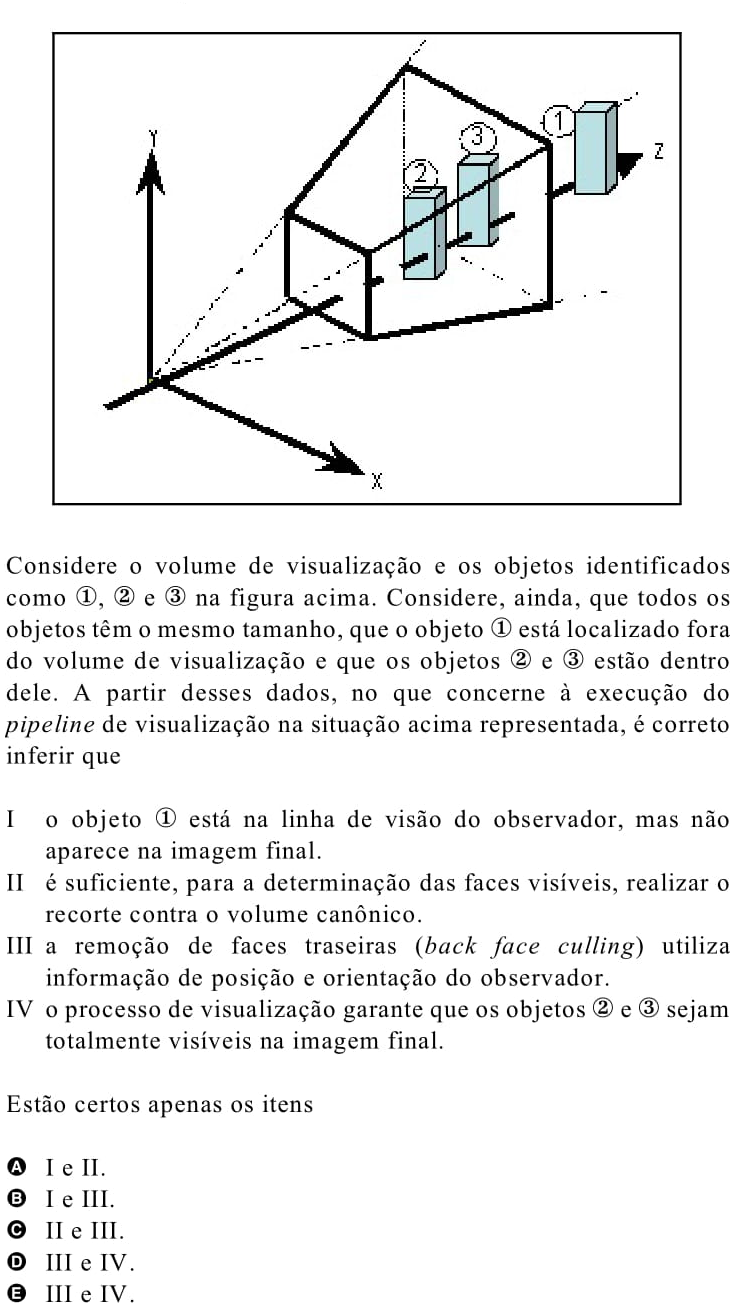 Y
③
①
Z
②
X
Considere o volume de visualização e os objetos identificados
como ①, ② e ③ na figura acima. Considere, ainda, que todos os
objetos têm o mesmo tamanho, que o objeto ① está localizado fora
do volume de visualização e que os objetos ② e ③ estão dentro
dele. A partir desses dados, no que concerne à execução do
pipeline de visualização na situação acima representada, é correto
inferir que
I o objeto ① está na linha de visão do observador, mas não
aparece na imagem final.
II é suficiente, para a determinação das faces visíveis, realizar o
recorte contra o volume canônico.
III a remoção de faces traseiras (back face culling) utiliza
informação de posição e orientação do observador.
IV o processo de visualização garante que os objetos ② e ③ sejam
totalmente visíveis na imagem final.
Estão certos apenas os itens
A I e II.
B I e III.
C II e III.
D III e IV.
E III e IV.